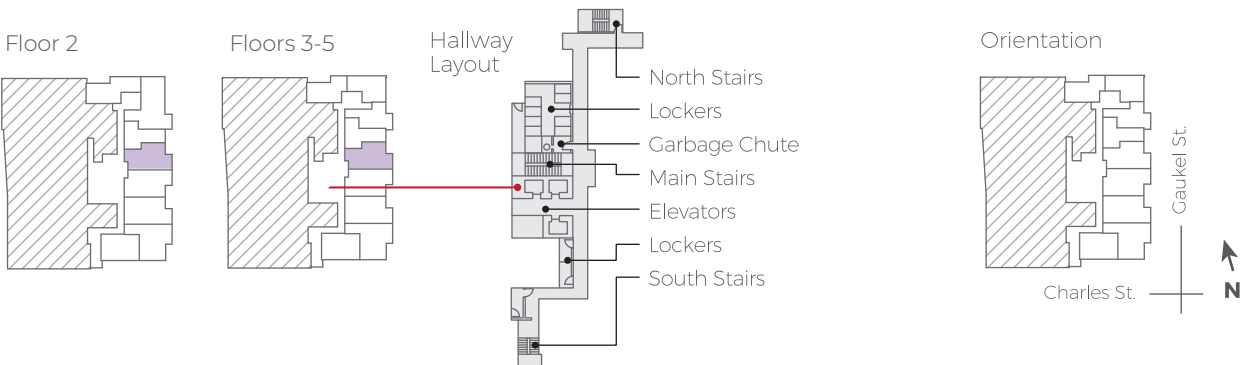 Floor 2
Floors 3-5
Hallway
Layout
North Stairs
Lockers
Garbage Chute
Main Stairs
Elevators
Lockers
South Stairs
Orientation
Gaukel St.
Charles St.
N